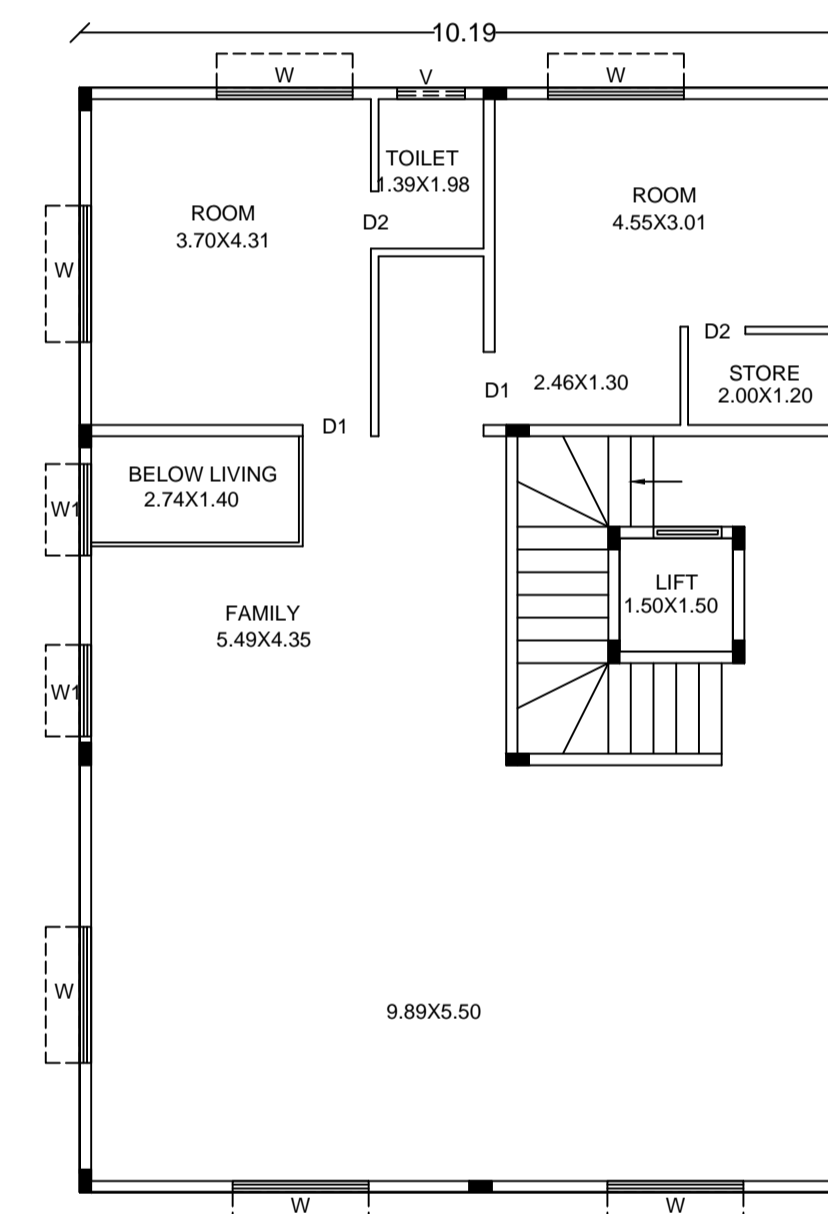 10.19
W
V
W
TOILET
1.39X1.98
ROOM
3.70X4.31
D2
ROOM
4.55X3.01
W
D2
STORE
2.00X1.20
D1
2.46X1.30
D1
BELOW LIVING
2.74X1.40
W1
LIFT
1.50X1.50
FAMILY
5.49X4.35
W1
W
9.89X5.50
W
W